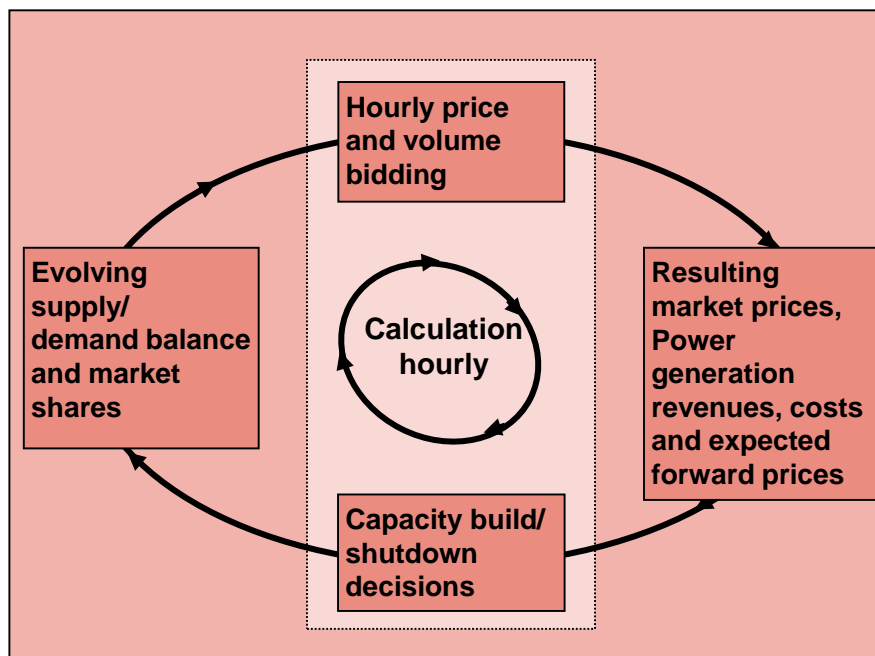 Hourly price
and volume
bidding
Evolving
supply/
demand balance
and market
shares
Calculation
hourly
Resulting
market prices,
Power
generation
revenues, costs
and expected
forward prices
Capacity build/
shutdown
decisions